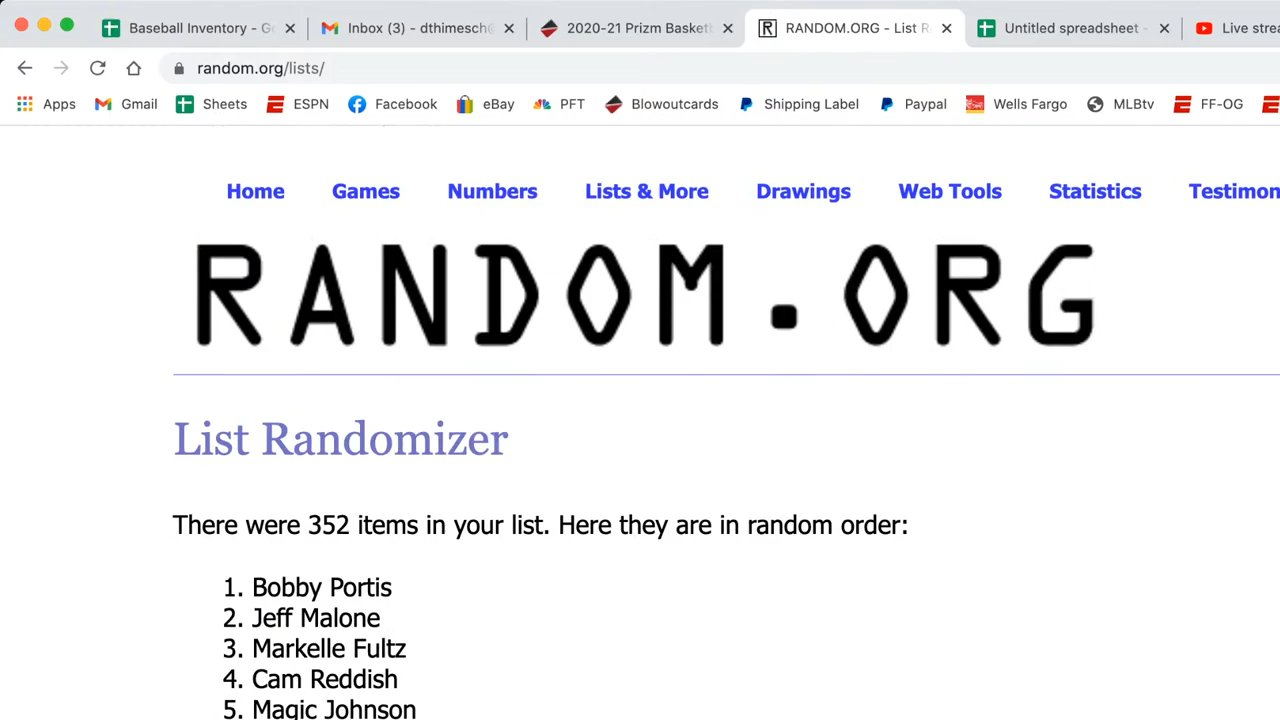 Baseball Inventory - Go
Inbox (3) - dthimesch@
2020-21 Prizm Basketb
RANDOM.ORG - List R
Untitled spreadsheet -
Live strea
random.org/lists/
Apps
Gmail
Sheets
ESPN
Facebook
eBay
PFT
Blowoutcards
Shipping Label
Paypal
Wells Fargo
MLBtv
FF-OG
Home
Games
Numbers
Lists & More
Drawings
Web Tools
Statistics
Testimon
RANDOM.ORG
List Randomizer
There were 352 items in your list. Here they are in random order:
1. Bobby Portis
2. Jeff Malone
3. Markelle Fultz
4. Cam Reddish
5. Magic Johnson